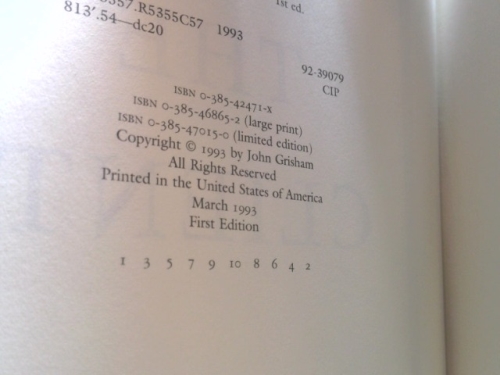 1st ed.
3557.R5355C57 1993
813'.54—dc20
92-39079
CIP
ISBN 0-385-42471-X
ISBN 0-385-46865-2 (large print)
ISBN 0-385-47015-0 (limited edition)
Copyright © 1993 by John Grisham
All Rights Reserved
Printed in the United States of America
March 1993
First Edition
1 3 5 7 9 10 8 6 4 2